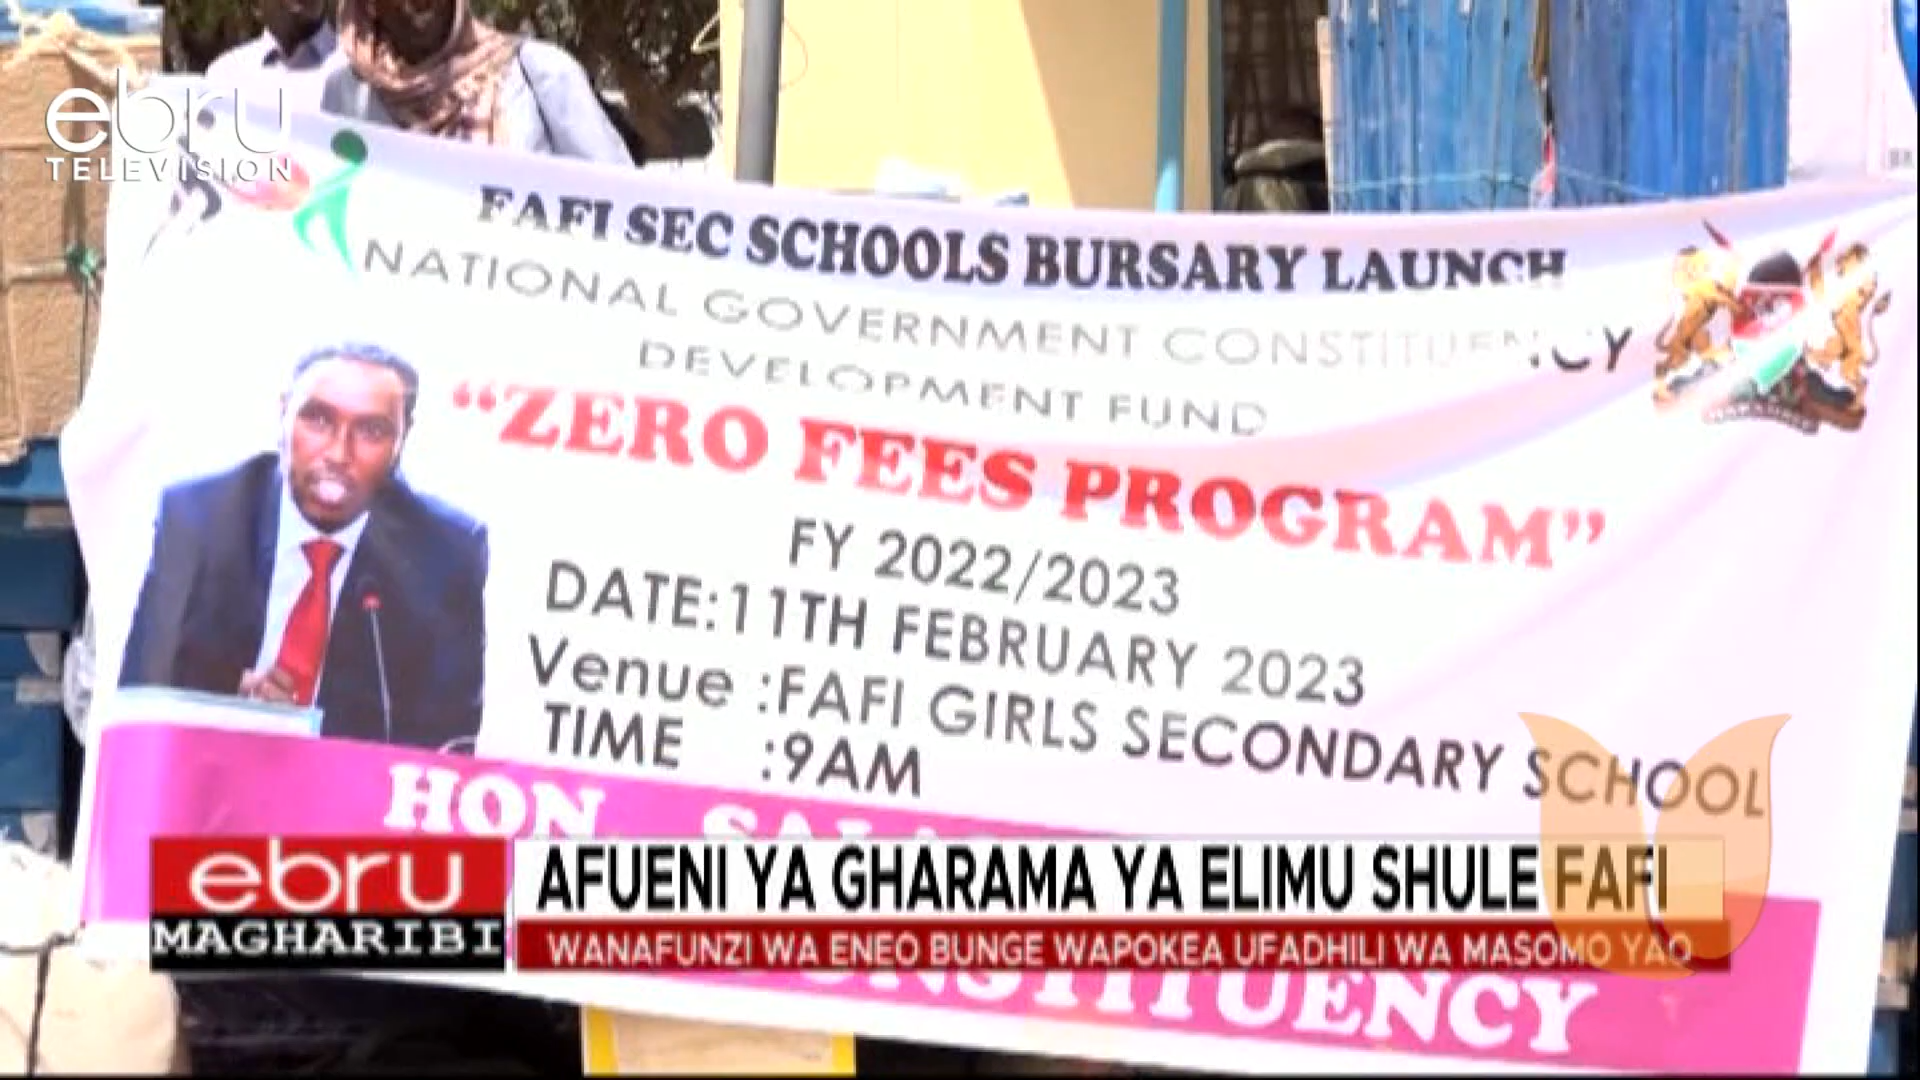 ebru
TELEVISION
FAFI SEC SCHOOLS BURSARY LAUNCH
NATIONAL GOVERNMENT CONSTITUENCY
DEVELOPMENT FUND
"ZERO FEES PROGRAM"
FY 2022/2023
DATE:11TH FEBRUARY 2023
Venue :FAFI GIRLS SECONDARY SCHOOL
TIME :9AM
HON.
ebru
MAGHARIBI
AFUENI YA GHARAMA YA ELIMU SHULE FAFI
WANAFUNZI WA ENEO BUNGE WAPOKEA UFADHILI WA MASOMO YAO
CONSTITUENCY